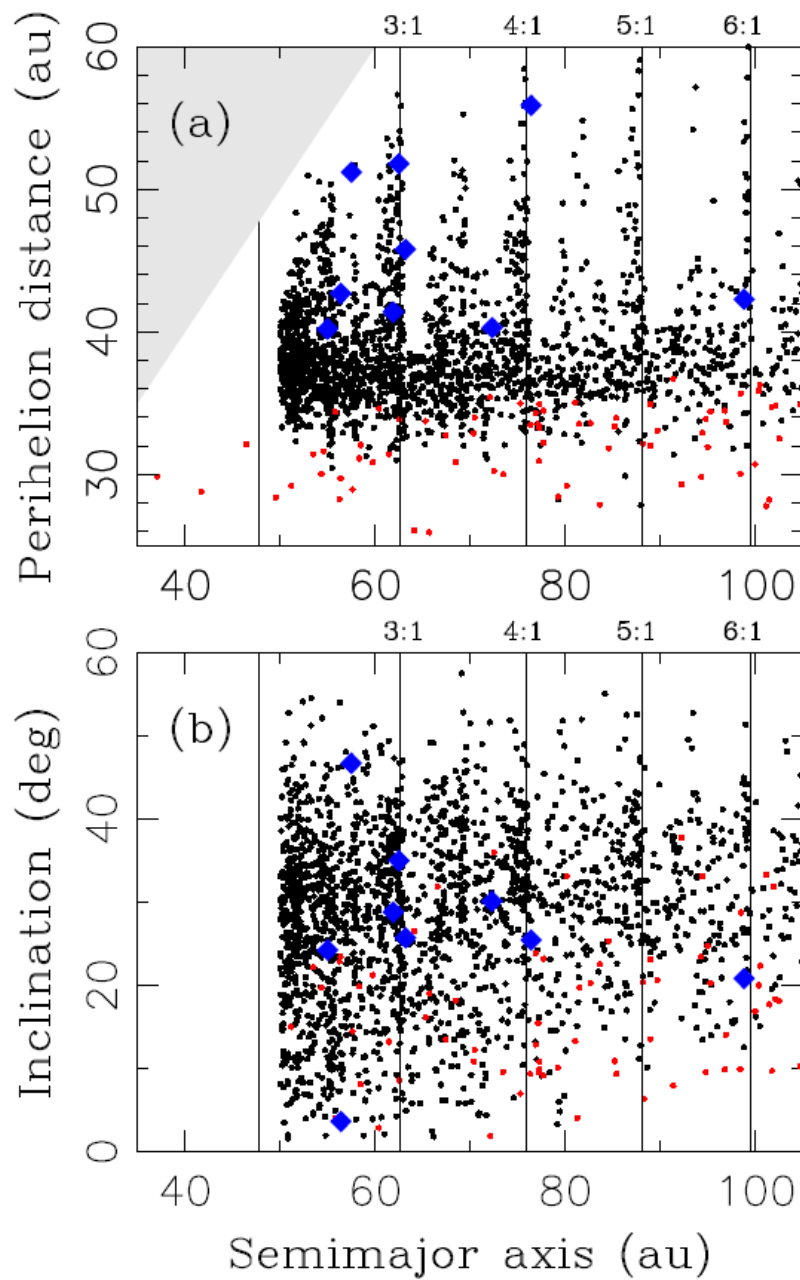 3:1 4:1 5:1 6:1
60
(a)
50
Perihelion distance (au)
40
30
40 60 80 100
3:1 4:1 5:1 6:1
60
(b)
40
Inclination (deg)
20
0
40 60 80 100
Semimajor axis (au)